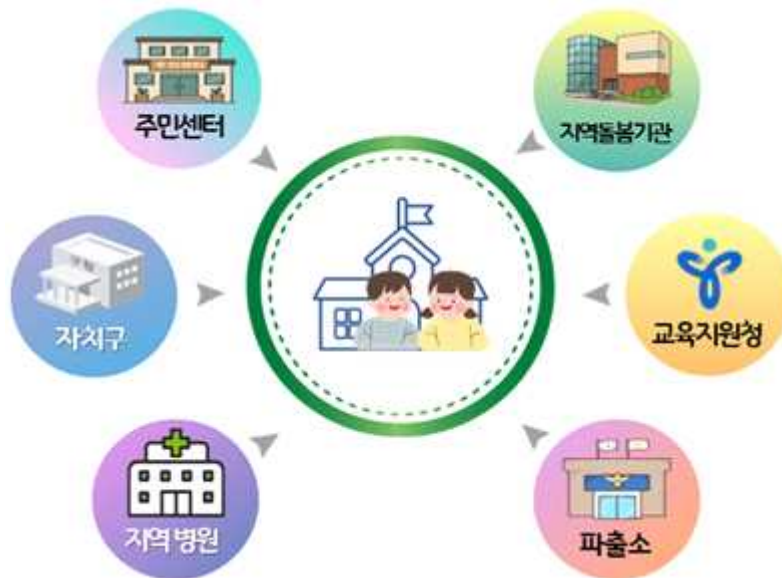 주민센터
지역돌봄기관
자치구
교육지원청
지역 병원
파출소